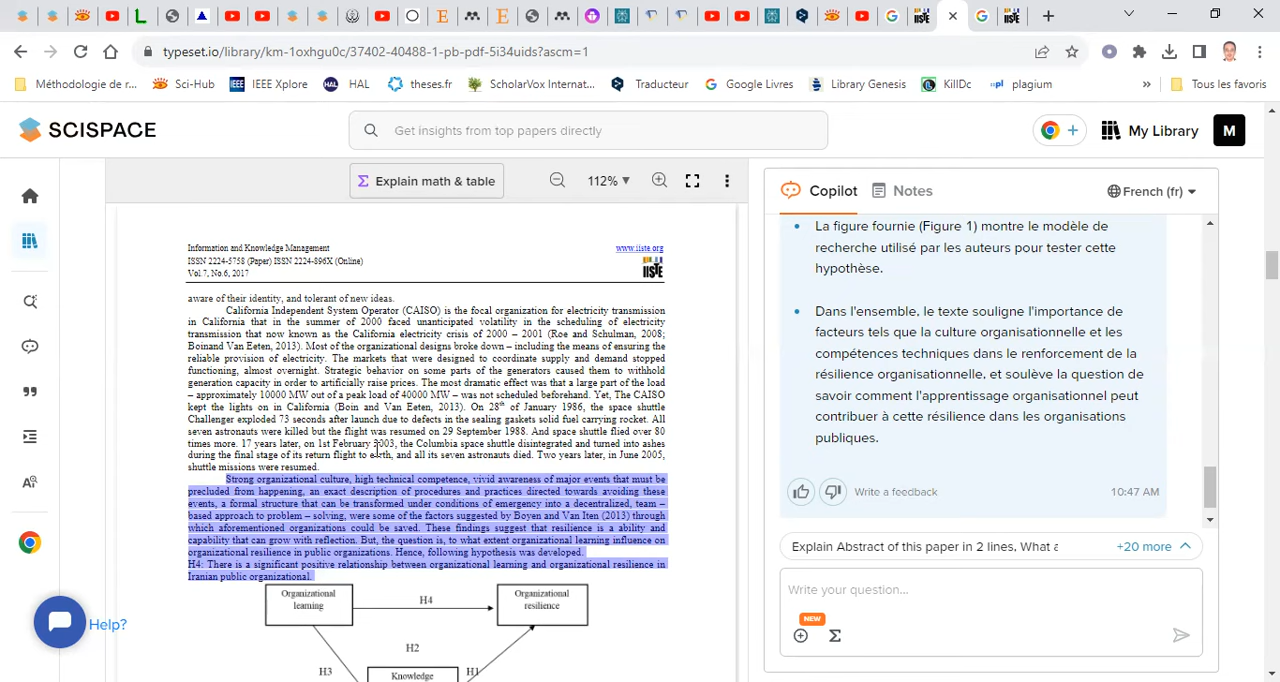 typeset.io/library/km-1oxhgu0c/37402-40488-1-pb-pdf-5i34uids?ascm=1
Méthodologie de r...
Sci-Hub
IEEE Xplore
HAL
theses.fr
ScholarVox Internat...
Traducteur
Google Livres
Library Genesis
KillDc
plagium
»
Tous les favoris
SCISPACE
Get insights from top papers directly
My Library
M
Explain math & table
112%
Copilot
Notes
French (fr)
Information and Knowledge Management
www.iiste.org
ISSN 2224-5758 (Paper) ISSN 2224-896X (Online)
Vol.7, No.6, 2017
IISTE
aware of their identity, and tolerant of new ideas.
California Independent System Operator (CAISO) is the focal organization for electricity transmission
in California that in the summer of 2000 faced unanticipated volatility in the scheduling of electricity
transmission that now known as the California electricity crisis of 2000 – 2001 (Roe and Schulman, 2008;
Boinand Van Eeten, 2013). Most of the organizational designs broke down – including the means of ensuring the
reliable provision of electricity. The markets that were designed to coordinate supply and demand stopped
functioning, almost overnight. Strategic behavior on some parts of the generators caused them to withhold
generation capacity in order to artificially raise prices. The most dramatic effect was that a large part of the load
– approximately 10000 MW out of a peak load of 40000 MW – was not scheduled beforehand. Yet, The CAISO
kept the lights on in California (Boin and Van Eeten, 2013). On 28th of January 1986, the space shuttle
Challenger exploded 73 seconds after launch due to defects in the sealing gaskets solid fuel carrying rocket. All
seven astronauts were killed but the flight was resumed on 29 September 1988. And space shuttle flied over 80
times more. 17 years later, on 1st February 2003, the Columbia space shuttle disintegrated and turned into ashes
during the final stage of its return flight to earth, and all its seven astronauts died. Two years later, in June 2005,
shuttle missions were resumed.
Strong organizational culture, high technical competence, vivid awareness of major events that must be
precluded from happening, an exact description of procedures and practices directed towards avoiding these
events, a formal structure that can be transformed under conditions of emergency into a decentralized, team –
based approach to problem – solving, were some of the factors suggested by Boyen and Van Iten (2013) through
which aforementioned organizations could be saved. These findings suggest that resilience is a ability and
capability that can grow with reflection. But, the question is, to what extent organizational learning influence on
organizational resilience in public organizations. Hence, following hypothesis was developed.
H4: There is a significant positive relationship between organizational learning and organizational resilience in
Iranian public organizational.
Organizational
learning
H4
Organizational
resilience
H2
H3
H1
Knowledge
La figure fournie (Figure 1) montre le modèle de
recherche utilisé par les auteurs pour tester cette
hypothèse.
Dans l'ensemble, le texte souligne l'importance de
facteurs tels que la culture organisationnelle et les
compétences techniques dans le renforcement de la
résilience organisationnelle, et soulève la question de
savoir comment l'apprentissage organisationnel peut
contribuer à cette résilience dans les organisations
publiques.
Write a feedback
10:47 AM
Explain Abstract of this paper in 2 lines, What a
+20 more
Write your question...
NEW
Help?